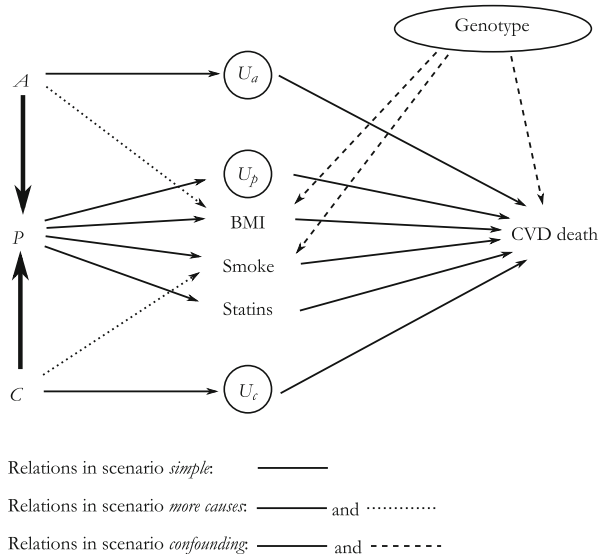 Genotype
A
U_a
U_p
BMI
P
CVD death
Smoke
Statins
C
U_c
Relations in scenario simple:
Relations in scenario more causes: and
Relations in scenario confounding: and